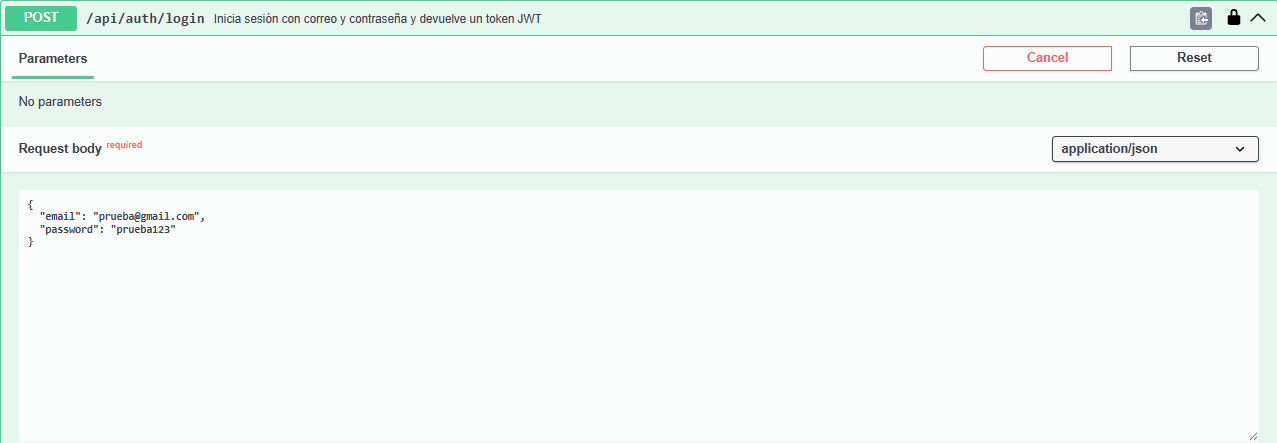 POST /api/auth/login Inicia sesión con correo y contraseña y devuelve un token JWT
Parameters Cancel Reset
No parameters
Request body required application/json
{
"email": "prueba@gmail.com",
"password": "prueba123"
}